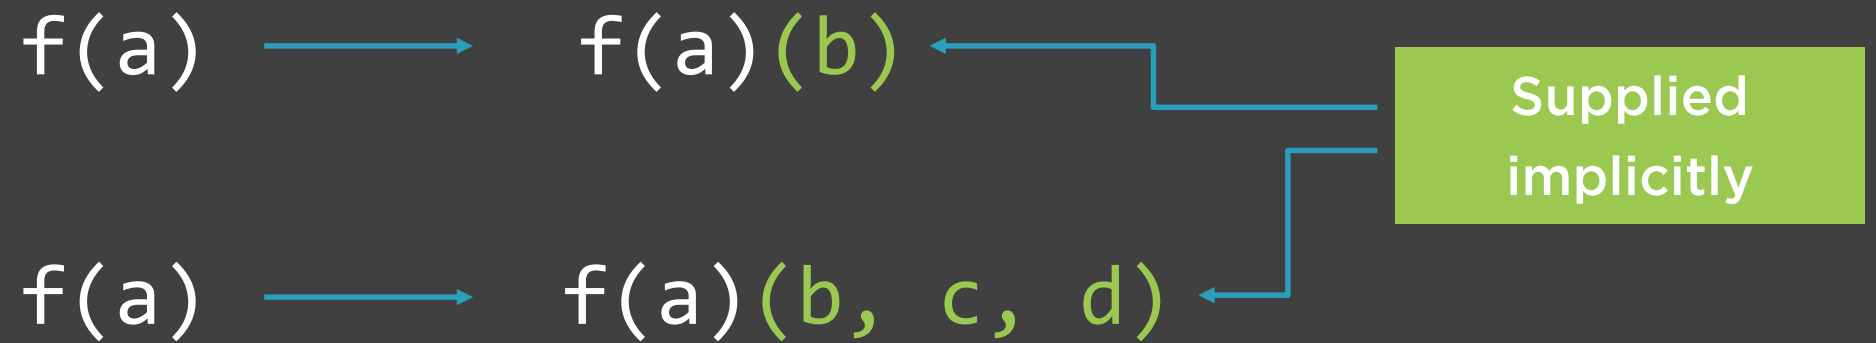 f(a) f(a)(b)
Supplied
implicitly
f(a) f(a)(b, c, d)